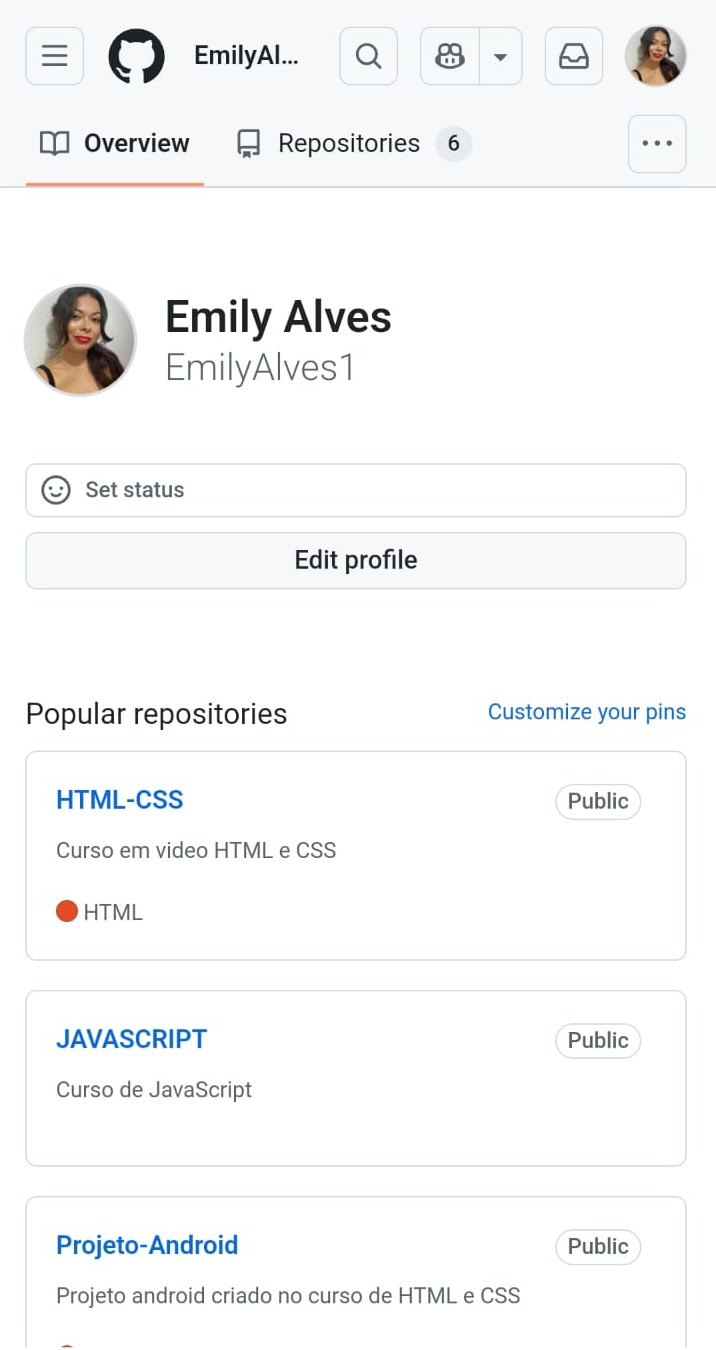 EmilyAl...
Overview
Repositories 6
Emily Alves
EmilyAlves1
Set status
Edit profile
Popular repositories
Customize your pins
HTML-CSS
Public
Curso em video HTML e CSS
HTML
JAVASCRIPT
Public
Curso de JavaScript
Projeto-Android
Public
Projeto android criado no curso de HTML e CSS